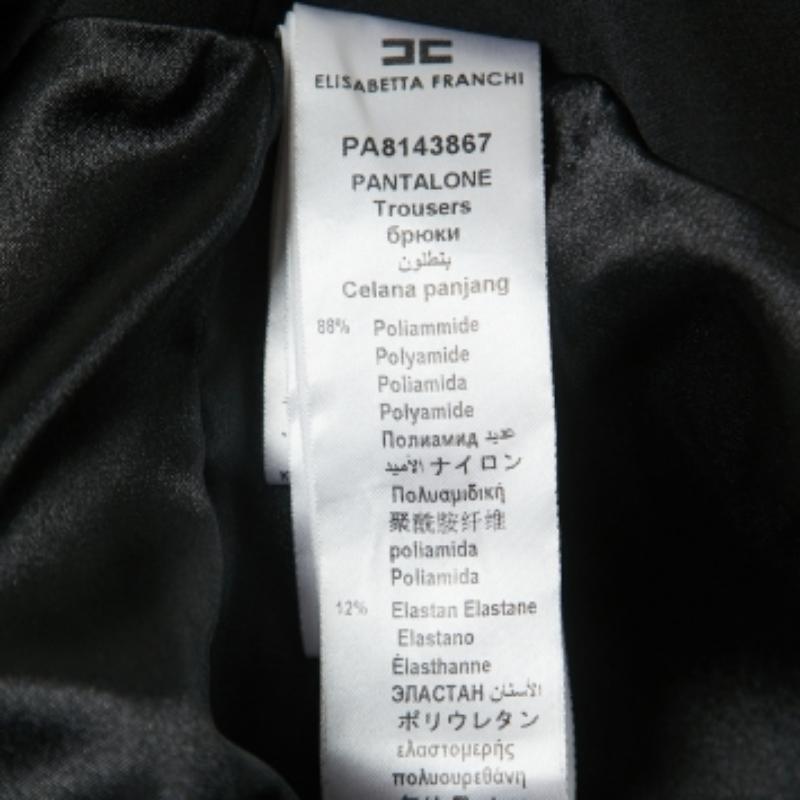 ELISABETTA FRANCHI
PA8143867
PANTALONE
Trousers
брюки
بنطلون
Celana panjang
88% Poliammide
Polyamide
Poliamida
Polyamide
Полиамид عديد
الأميد ナイロン
Πολυαμιδική
聚酰胺纤维
poliamida
Poliamida
12% Elastan Elastane
Elastano
Élasthanne
ЭЛАСТАН الأستان
ポリウレタン
ελαστομερής
πολυουρεθάνη